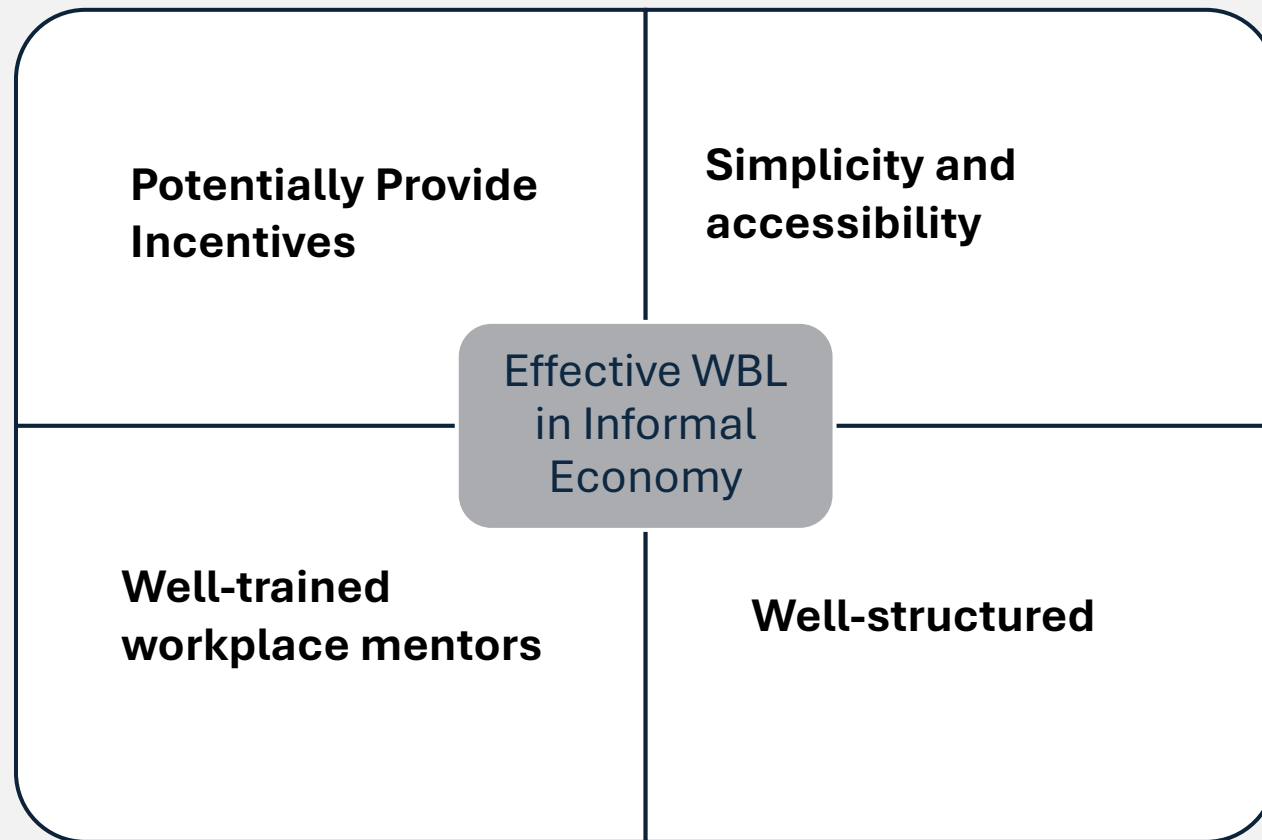 Potentially Provide
Incentives
Simplicity and
accessibility
Effective WBL
in Informal
Economy
Well-trained
workplace mentors
Well-structured